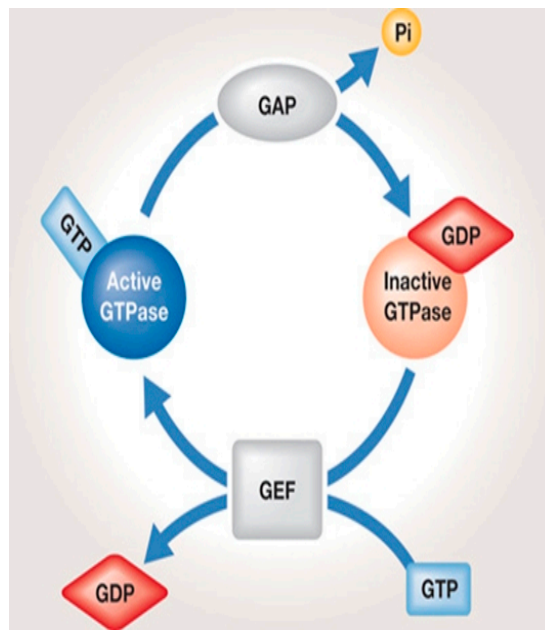 Pi
GAP
GTP
GDP
Active
GTPase
Inactive
GTPase
GEF
GDP
GTP